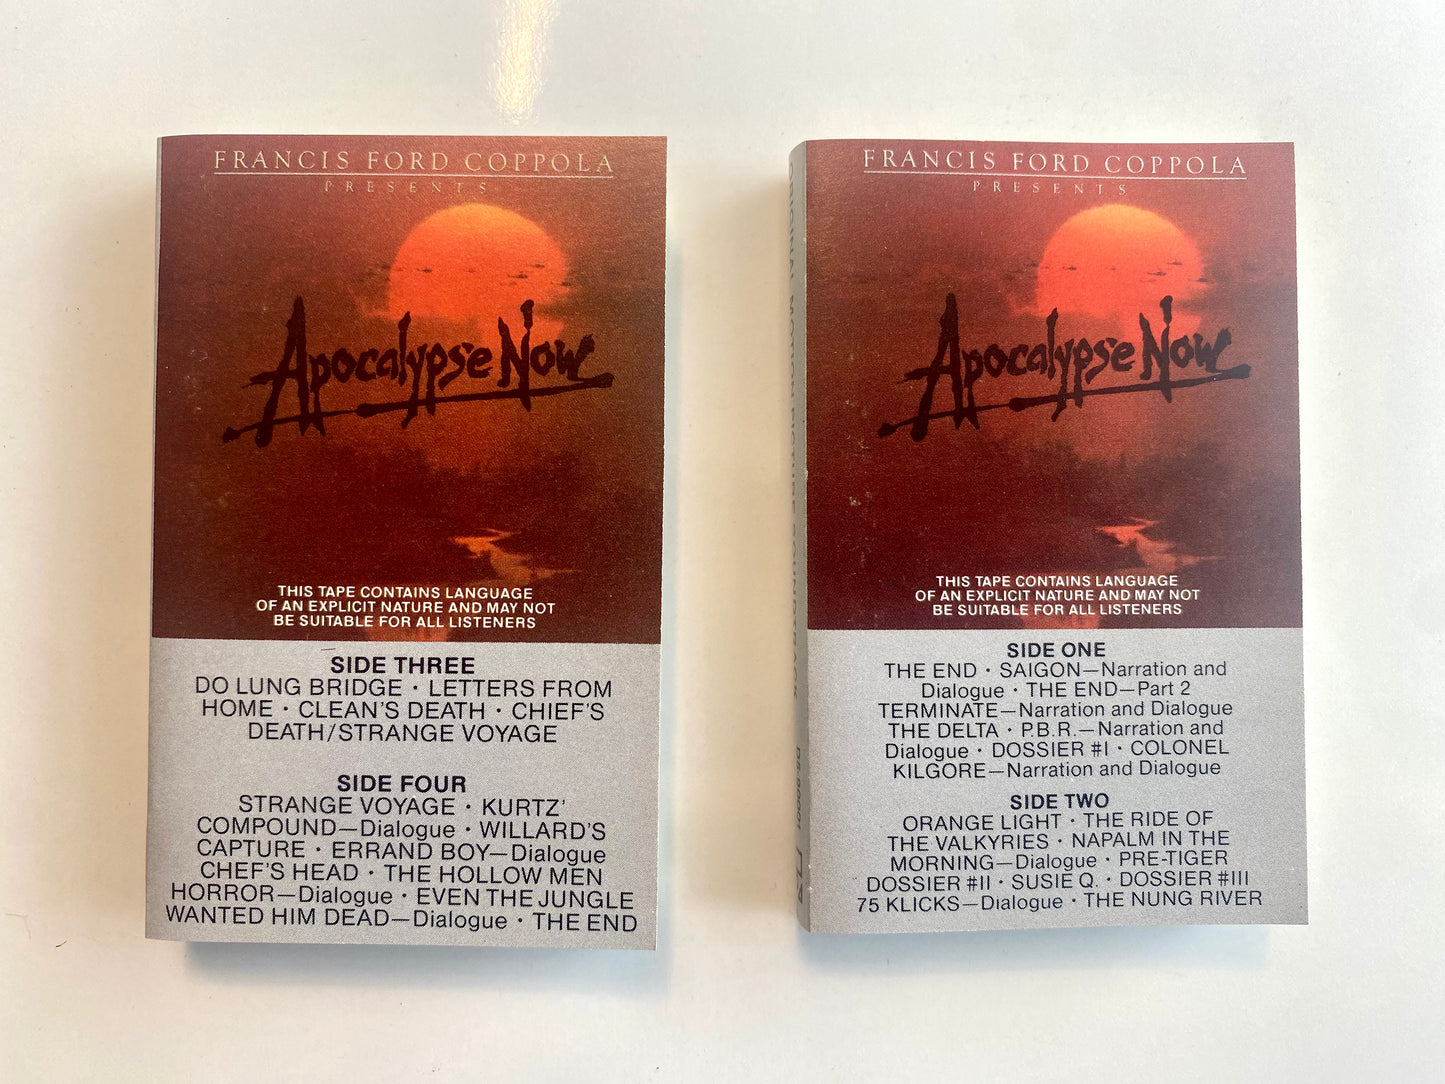 FRANCIS FORD COPPOLA
PRESENTS
Apocalypse Now
THIS TAPE CONTAINS LANGUAGE
OF AN EXPLICIT NATURE AND MAY NOT
BE SUITABLE FOR ALL LISTENERS
SIDE THREE
DO LUNG BRIDGE · LETTERS FROM
HOME · CLEAN'S DEATH · CHIEF'S
DEATH/STRANGE VOYAGE
SIDE FOUR
STRANGE VOYAGE · KURTZ'
COMPOUND—Dialogue · WILLARD'S
CAPTURE · ERRAND BOY—Dialogue
CHEF'S HEAD · THE HOLLOW MEN
HORROR—Dialogue · EVEN THE JUNGLE
WANTED HIM DEAD—Dialogue · THE END
ORIGINAL MOTION PICTURE SOUNDTRACK
FRANCIS FORD COPPOLA
PRESENTS
Apocalypse Now
THIS TAPE CONTAINS LANGUAGE
OF AN EXPLICIT NATURE AND MAY NOT
BE SUITABLE FOR ALL LISTENERS
SIDE ONE
THE END · SAIGON—Narration and
Dialogue · THE END—Part 2
TERMINATE—Narration and Dialogue
THE DELTA · P.B.R.—Narration and
Dialogue · DOSSIER #I · COLONEL
KILGORE—Narration and Dialogue
SIDE TWO
ORANGE LIGHT · THE RIDE OF
THE VALKYRIES · NAPALM IN THE
MORNING—Dialogue · PRE-TIGER
DOSSIER #II · SUSIE Q. · DOSSIER #III
75 KLICKS—Dialogue · THE NUNG RIVER